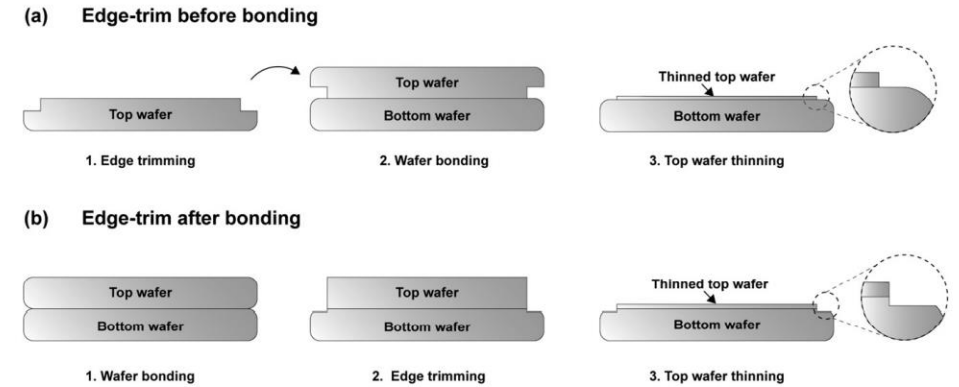 (a) Edge-trim before bonding
Top wafer
1. Edge trimming
Top wafer
Bottom wafer
2. Wafer bonding
Thinned top wafer
Bottom wafer
3. Top wafer thinning
(b) Edge-trim after bonding
Top wafer
Bottom wafer
1. Wafer bonding
Top wafer
Bottom wafer
2. Edge trimming
Thinned top wafer
Bottom wafer
3. Top wafer thinning